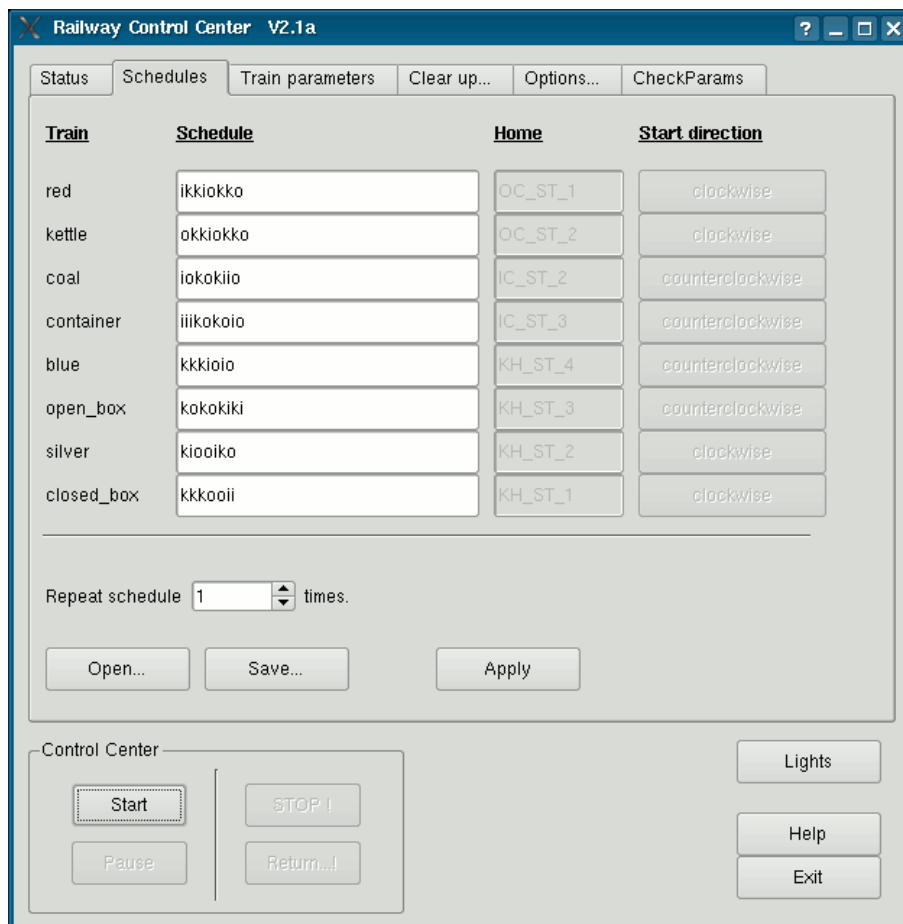 Railway Control Center V2.1a
Status Schedules Train parameters Clear up... Options... CheckParams
Train Schedule Home Start direction
red ikkiokko OC_ST_1 clockwise
kettle okkiokko OC_ST_2 clockwise
coal iokokiio IC_ST_2 counterclockwise
container iiikokoio IC_ST_3 counterclockwise
blue kkkioio KH_ST_4 counterclockwise
open_box kokokiki KH_ST_3 counterclockwise
silver kiooiko KH_ST_2 clockwise
closed_box kkkooii KH_ST_1 clockwise
Repeat schedule 1 times.
Open... Save... Apply
Control Center
Lights
Start STOP !
Help
Pause Return...!
Exit